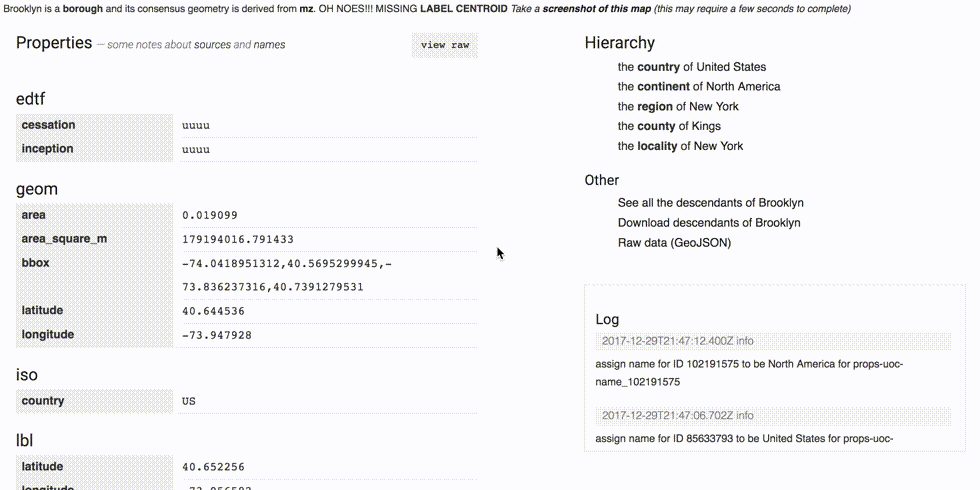 Brooklyn is a borough and its consensus geometry is derived from mz. OH NOES!!! MISSING LABEL CENTROID Take a screenshot of this map (this may require a few seconds to complete)
Properties — some notes about sources and names
view raw
edtf
cessation uuuu
inception uuuu
geom
area 0.019099
area_square_m 179194016.791433
bbox -74.0418951312,40.5695299945,-
73.836237316,40.7391279531
latitude 40.644536
longitude -73.947928
iso
country US
lbl
latitude 40.652256
Hierarchy
the country of United States
the continent of North America
the region of New York
the county of Kings
the locality of New York
Other
See all the descendants of Brooklyn
Download descendants of Brooklyn
Raw data (GeoJSON)
Log
2017-12-29T21:47:12.400Z info
assign name for ID 102191575 to be North America for props-uoc-
name_102191575
2017-12-29T21:47:06.702Z info
assign name for ID 85633793 to be United States for props-uoc-